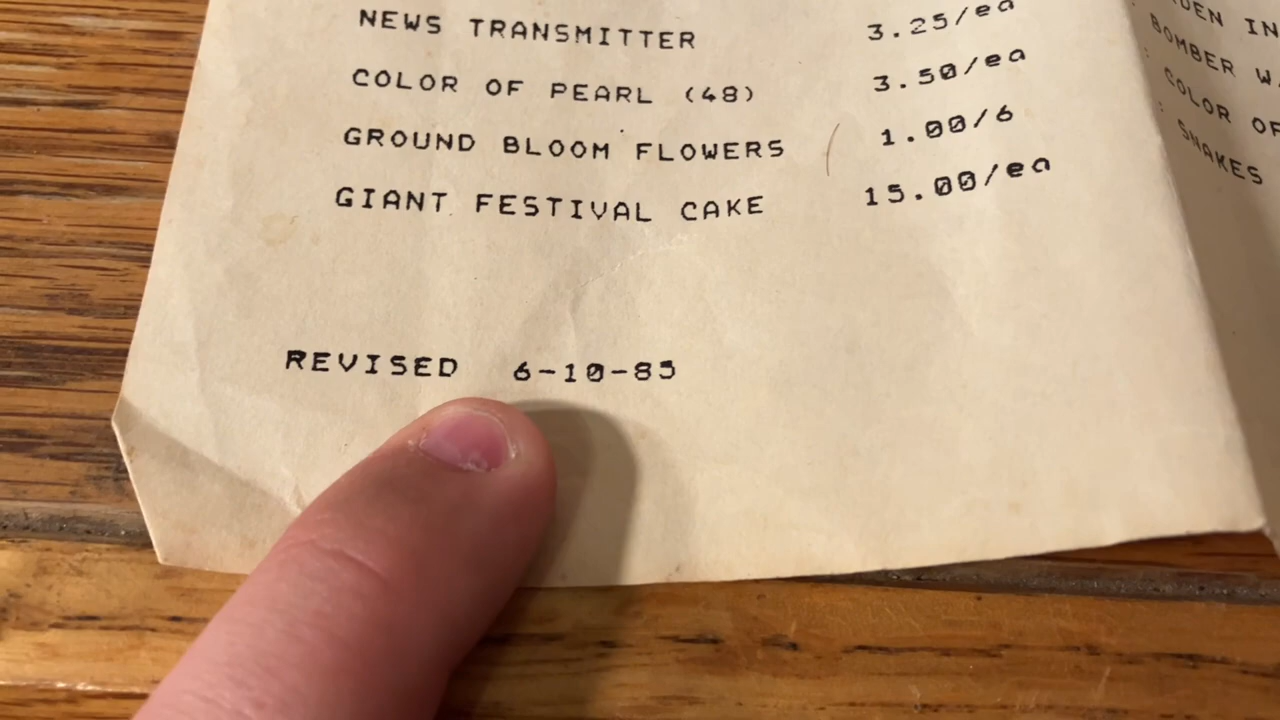 NEWS TRANSMITTER 3.25/ea
COLOR OF PEARL (48) 3.50/ea
GROUND BLOOM FLOWERS 1.00/6
GIANT FESTIVAL CAKE 15.00/ea
REVISED 6-10-85
IN
BOMBER
COLOR OF
SNAKES